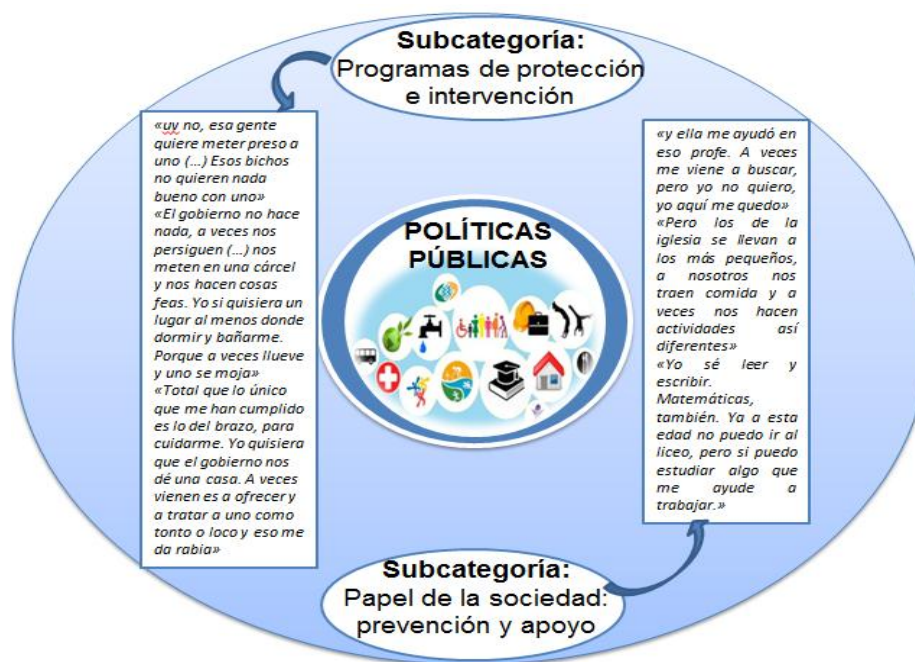 Subcategoría:
Programas de protección
e intervención
«uy no, esa gente
quiere meter preso a
uno (...) Esos bichos
no quieren nada
bueno con uno»
«El gobierno no hace
nada, a veces nos
persiguen (...) nos
meten en una cárcel
y nos hacen cosas
feas. Yo si quisiera un
lugar al menos donde
dormir y bañarme.
Porque a veces llueve
y uno se moja»
«Total que lo único
que me han cumplido
es lo del brazo, para
cuidarme. Yo quisiera
que el gobierno nos
dé una casa. A veces
vienen es a ofrecer y
a tratar a uno como
tonto o loco y eso me
da rabia»
POLÍTICAS
PÚBLICAS
«y ella me ayudó en
eso profe. A veces
me viene a buscar,
pero yo no quiero,
yo aquí me quedo»
«Pero los de la
iglesia se llevan a
los más pequeños,
a nosotros nos
traen comida y a
veces nos hacen
actividades así
diferentes»
«Yo sé leer y
escribir.
Matemáticas,
también. Ya a esta
edad no puedo ir al
liceo, pero si puedo
estudiar algo que
me ayude a
trabajar.»
Subcategoría:
Papel de la sociedad:
prevención y apoyo